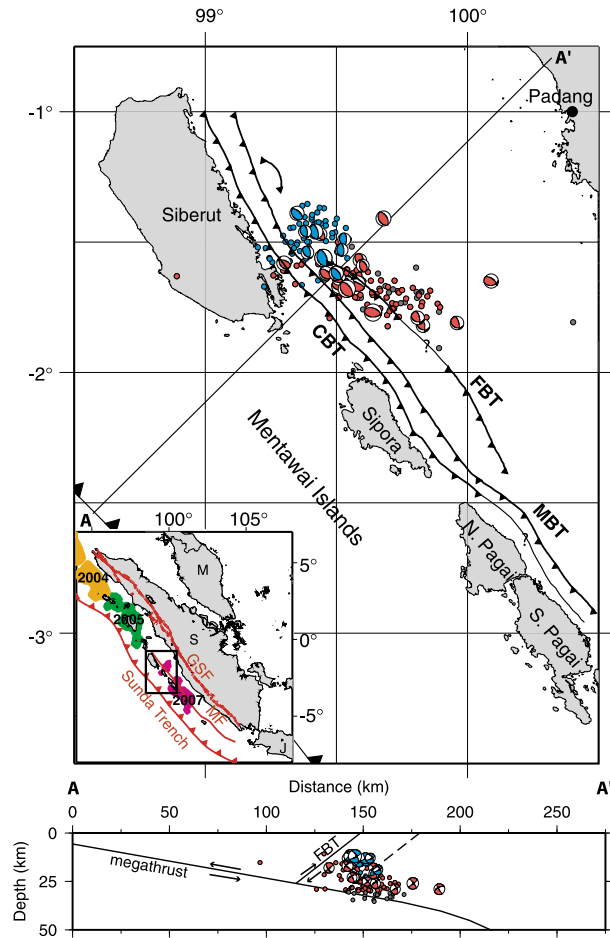 99° 100°
A'
Padang
-1°
Siberut
CBT
?
-2°
FBT
Sipora
Mentawai Islands
MBT
A
100° 105°
N. Pagai
?
M
5°
2004
S. Pagai
2005
-3°
S
0°
GSF
2007
MF
Sunda Trench
-5°
J
Distance (km)
A A'
0 50 100 150 200 250
0
FBT
megathrust
Depth (km)
25
50